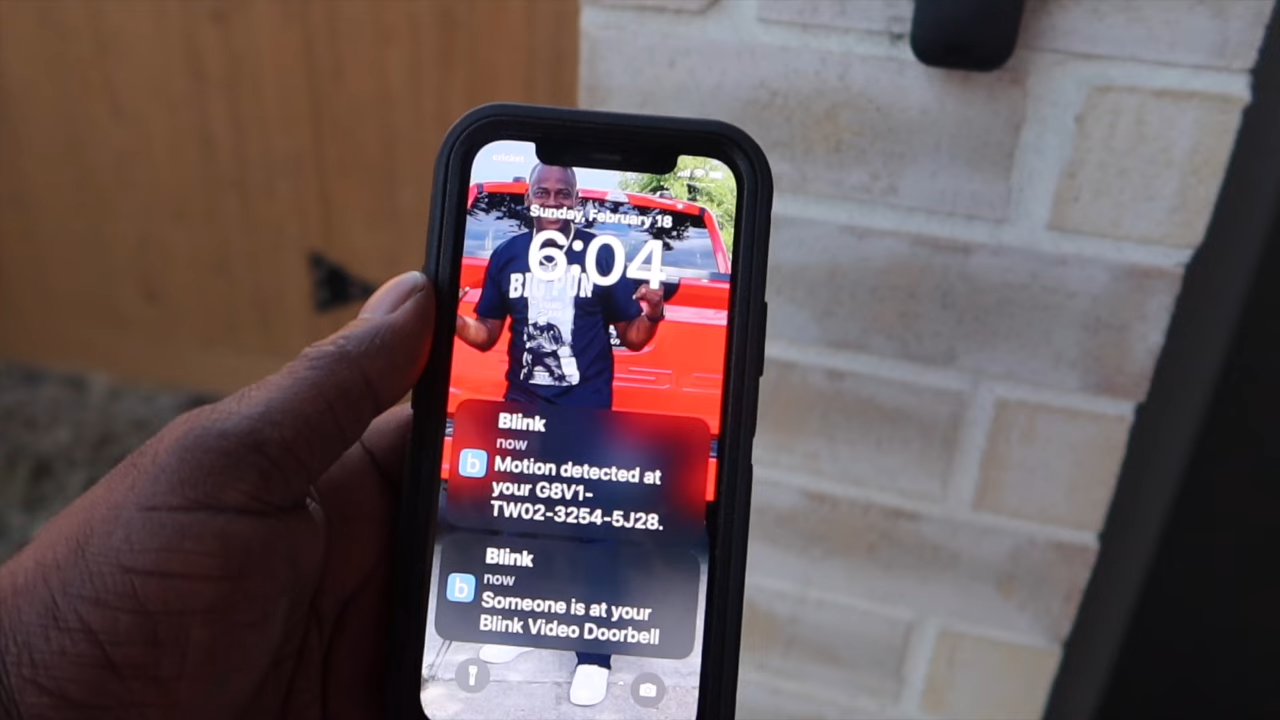 cricket
Sunday, February 18
6:04
BIG PUN
Blink
now
Motion detected at
your G8V1-
TW02-3254-5J28.
Blink
now
Someone is at your
Blink Video Doorbell